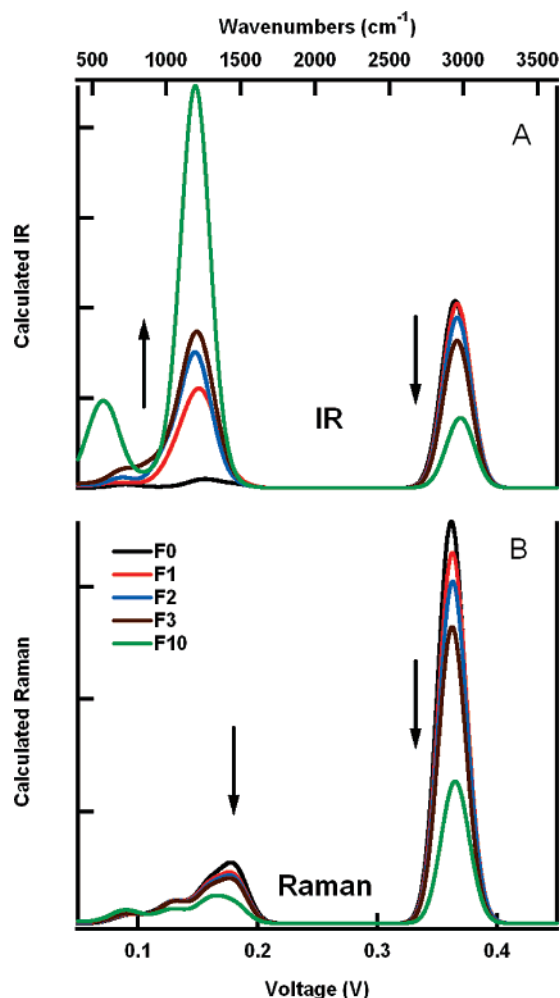 Wavenumbers (cm⁻¹)
500 1000 1500 2000 2500 3000 3500
A
Calculated IR
IR
B
F0
F1
F2
F3
F10
Calculated Raman
Raman
0.1 0.2 0.3 0.4
Voltage (V)